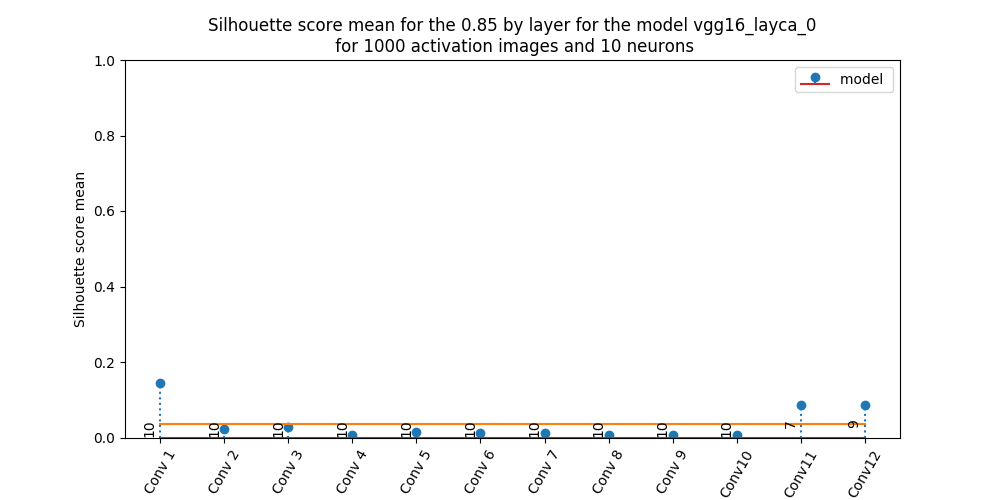 Silhouette score mean for the 0.85 by layer for the model vgg16_layca_0
for 1000 activation images and 10 neurons
model
Silhouette score mean
1.0
0.8
0.6
0.4
0.2
0.0
10 10 10 10 10 10 10 10 10 10 7 9
Conv 1 Conv 2 Conv 3 Conv 4 Conv 5 Conv 6 Conv 7 Conv 8 Conv 9 Conv10 Conv11 Conv12